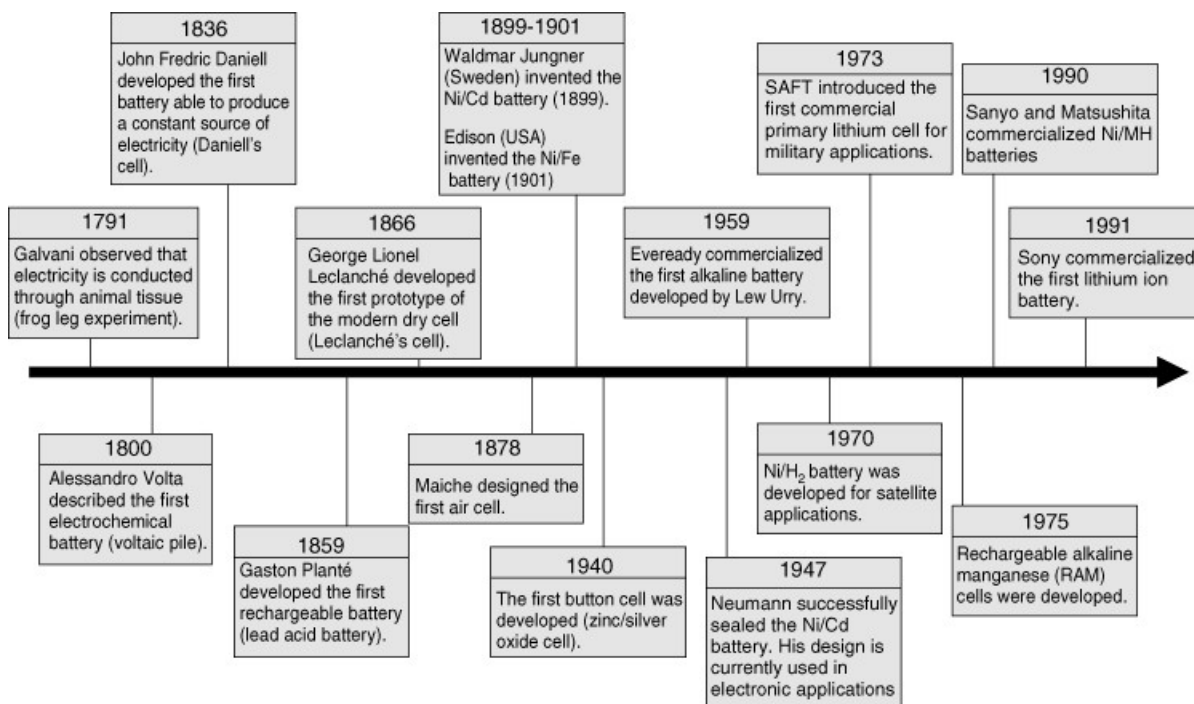 1836
John Fredric Daniell
developed the first
battery able to produce
a constant source of
electricity (Daniell's
cell).
1899-1901
Waldmar Jungner
(Sweden) invented the
Ni/Cd battery (1899).
Edison (USA)
invented the Ni/Fe
battery (1901)
1973
SAFT introduced the
first commercial
primary lithium cell for
military applications.
1990
Sanyo and Matsushita
commercialized Ni/MH
batteries
1791
Galvani observed that
electricity is conducted
through animal tissue
(frog leg experiment).
1866
George Lionel
Leclanché developed
the first prototype of
the modern dry cell
(Leclanché's cell).
1959
Eveready commercialized
the first alkaline battery
developed by Lew Urry.
1991
Sony commercialized
the first lithium ion
battery.
1800
Alessandro Volta
described the first
electrochemical
battery (voltaic pile).
1859
Gaston Planté
developed the first
rechargeable battery
(lead acid battery).
1878
Maiche designed the
first air cell.
1940
The first button cell was
developed (zinc/silver
oxide cell).
1947
Neumann successfully
sealed the Ni/Cd
battery. His design is
currently used in
electronic applications
1970
Ni/H₂ battery was
developed for satellite
applications.
1975
Rechargeable alkaline
manganese (RAM)
cells were developed.